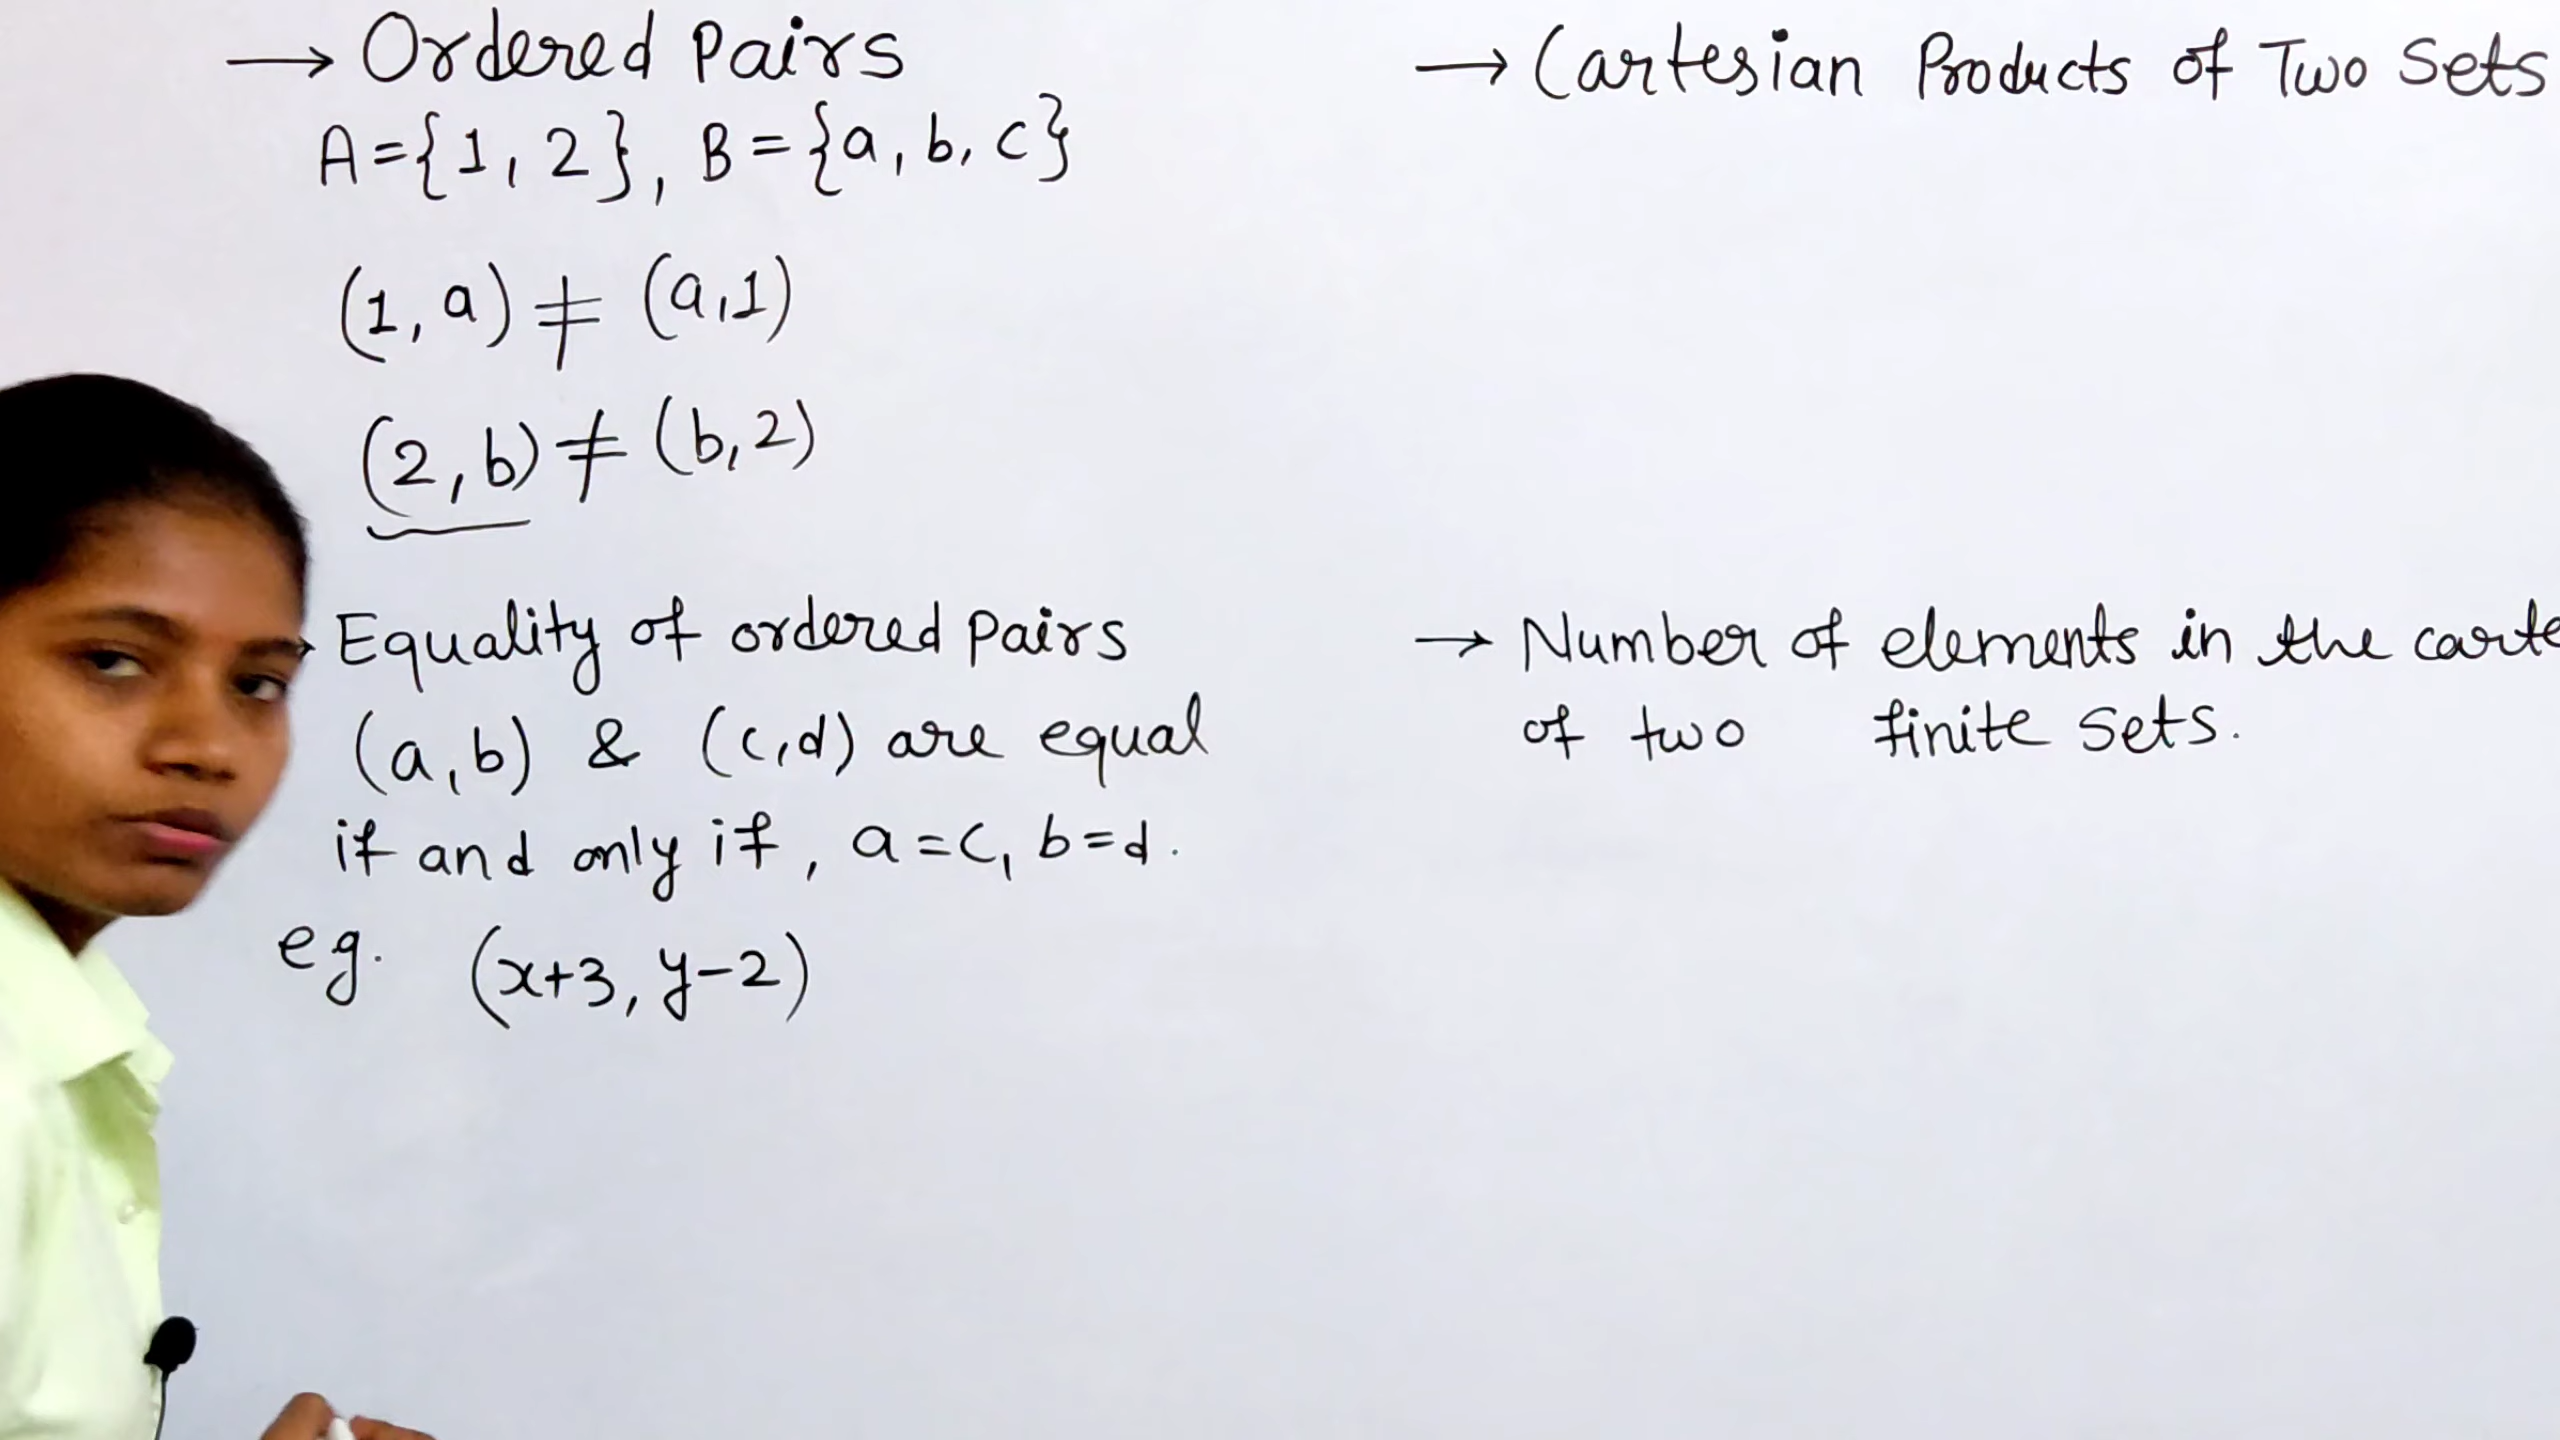 → Ordered Pairs
A={1, 2}, B={a, b, c}
(1, a) ≠ (a,1)
(2, b) ≠ (b,2)
Equality of ordered Pairs
(a,b) & (c,d) are equal
if and only if, a=c, b=d.
eg. (x+3, y-2)
→ Cartesian Products of Two Sets
→ Number of elements in the carte
of two finite sets.